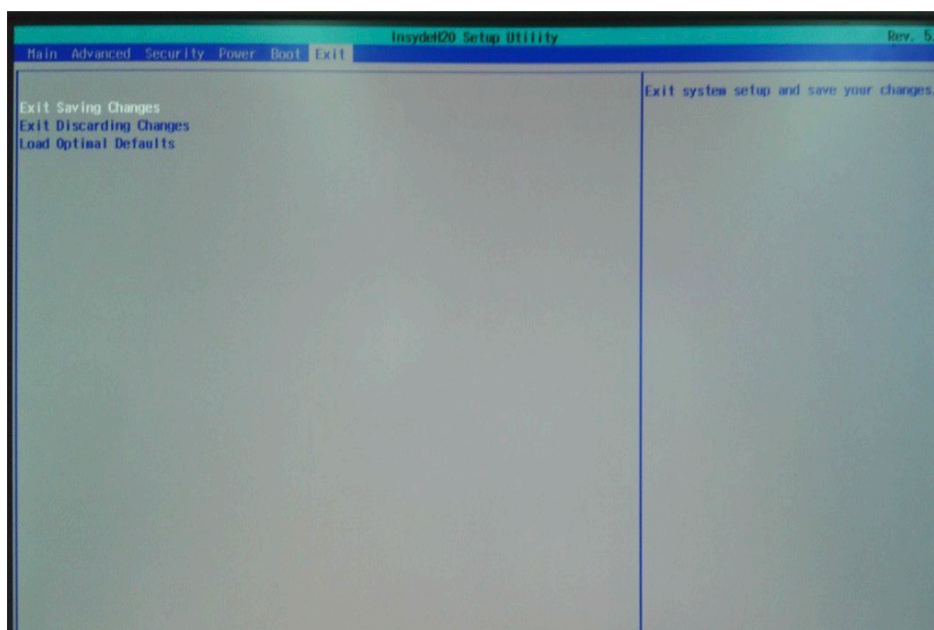 InsydeH20 Setup Utility
Rev. 5.
Main Advanced Security Power Boot Exit
Exit Saving Changes
Exit Discarding Changes
Load Optimal Defaults
Exit system setup and save your changes.